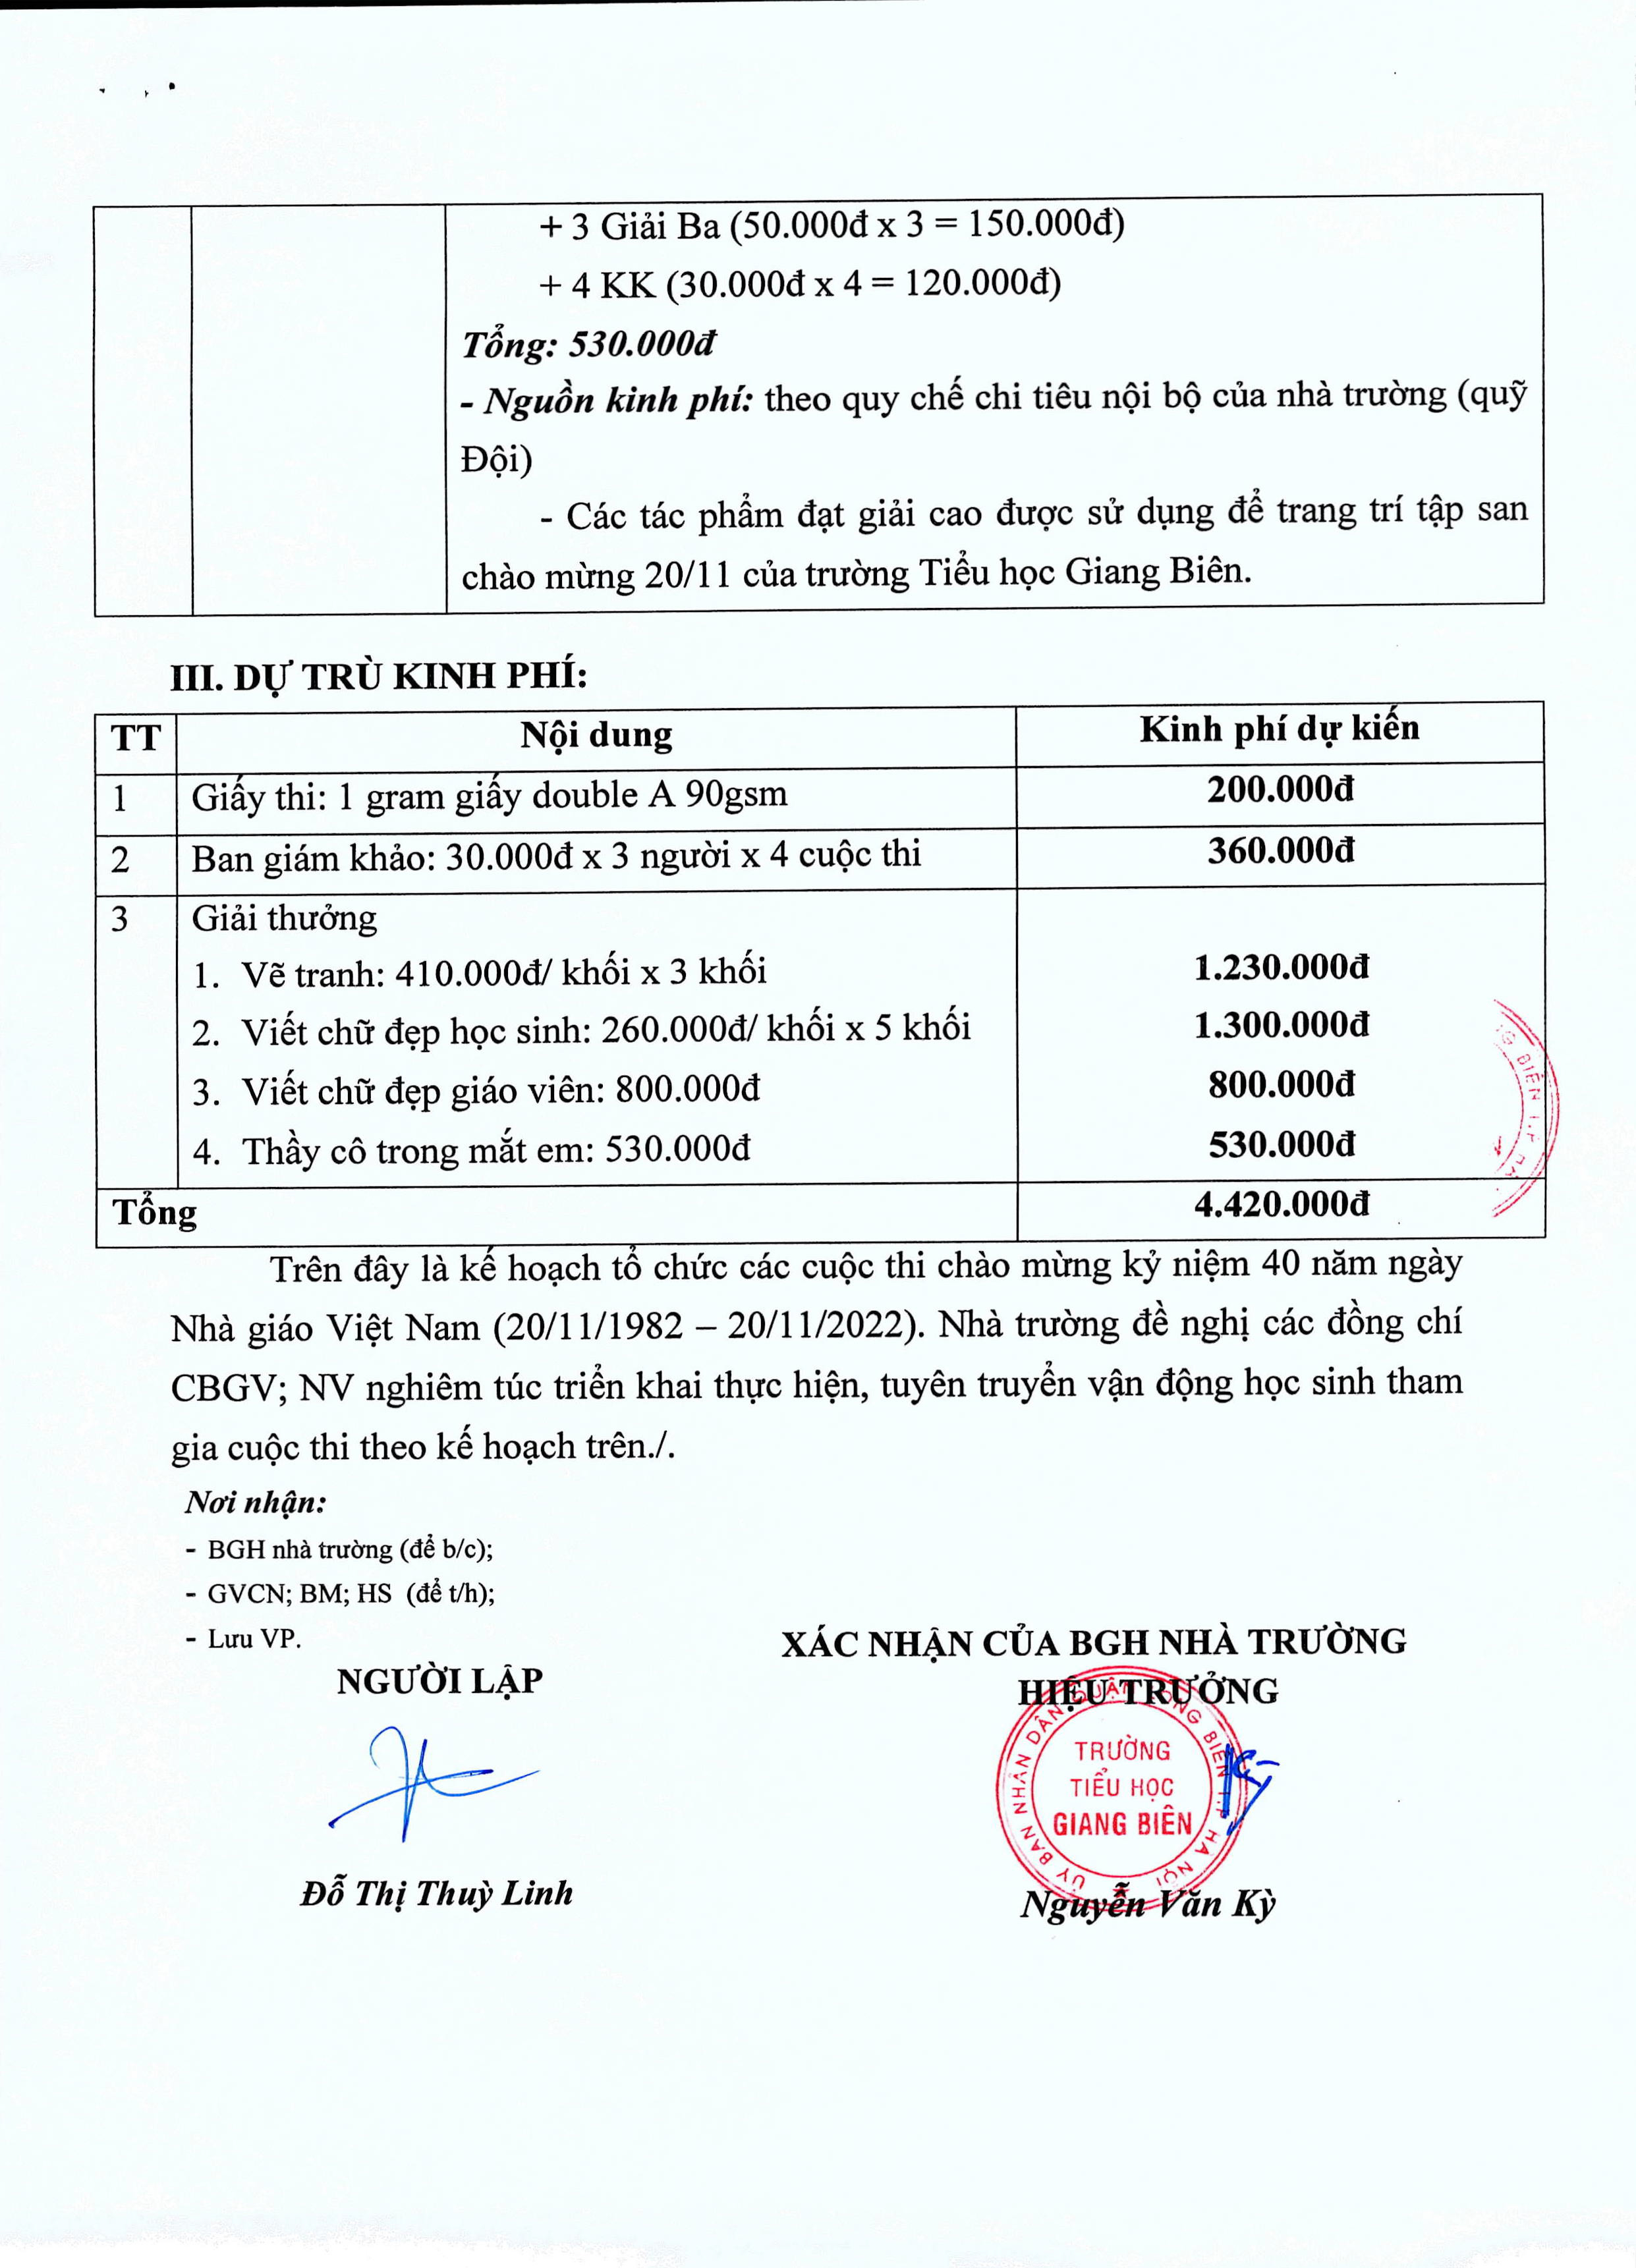 + 3 Giải Ba (50.000đ x 3 = 150.000đ)
+ 4 KK (30.000đ x 4 = 120.000đ)
Tổng: 530.000đ
- Nguồn kinh phí: theo quy chế chi tiêu nội bộ của nhà trường (quỹ
Đội)
- Các tác phẩm đạt giải cao được sử dụng để trang trí tập san
chào mừng 20/11 của trường Tiểu học Giang Biên.
III. DỰ TRÙ KINH PHÍ:
TT Nội dung Kinh phí dự kiến
1 Giấy thi: 1 gram giấy double A 90gsm 200.000đ
2 Ban giám khảo: 30.000đ x 3 người x 4 cuộc thi 360.000đ
3 Giải thưởng
1. Vẽ tranh: 410.000đ/ khối x 3 khối 1.230.000đ
2. Viết chữ đẹp học sinh: 260.000đ/ khối x 5 khối 1.300.000đ
3. Viết chữ đẹp giáo viên: 800.000đ 800.000đ
4. Thầy cô trong mắt em: 530.000đ 530.000đ
Tổng 4.420.000đ
Trên đây là kế hoạch tổ chức các cuộc thi chào mừng kỷ niệm 40 năm ngày
Nhà giáo Việt Nam (20/11/1982 – 20/11/2022). Nhà trường đề nghị các đồng chí
CBGV; NV nghiêm túc triển khai thực hiện, tuyên truyền vận động học sinh tham
gia cuộc thi theo kế hoạch trên./.
Nơi nhận:
- BGH nhà trường (để b/c);
- GVCN; BM; HS (để t/h);
- Lưu VP.
XÁC NHẬN CỦA BGH NHÀ TRƯỜNG
NGƯỜI LẬP HIỆU TRƯỞNG
ỦY BAN NHÂN DÂN QUẬN LONG BIÊN T.P HÀ NỘI
TRƯỜNG
TIỂU HỌC
GIANG BIÊN
Đỗ Thị Thuỳ Linh Nguyễn Văn Kỳ